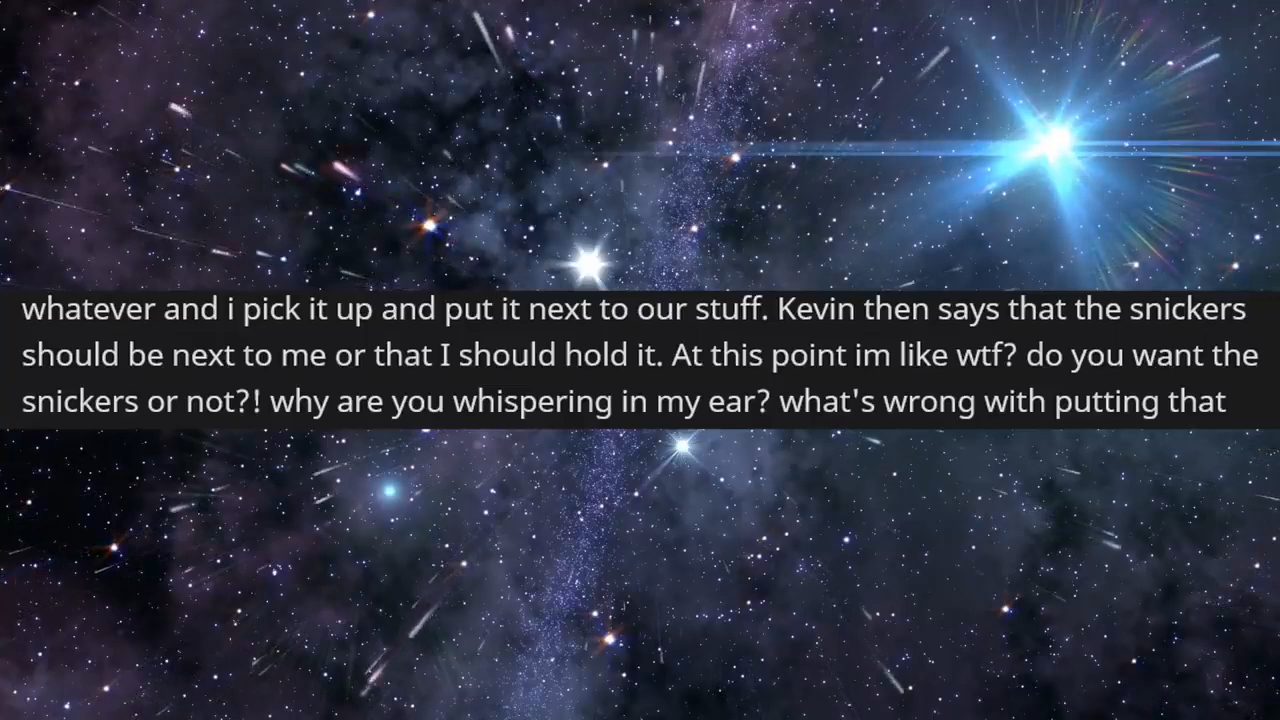 whatever and i pick it up and put it next to our stuff. Kevin then says that the snickers
should be next to me or that I should hold it. At this point im like wtf? do you want the
snickers or not?! why are you whispering in my ear? what's wrong with putting that